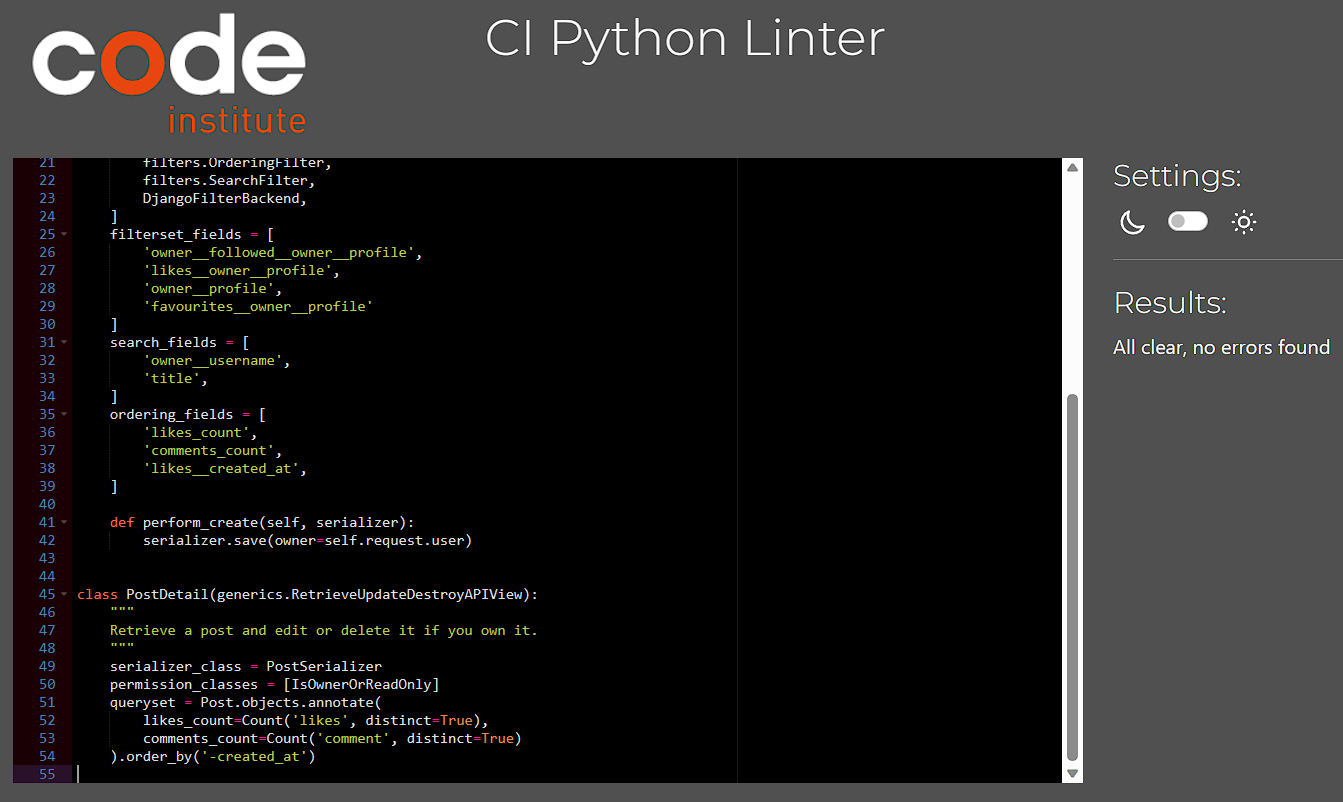 code
institute
CI Python Linter
21 filters.OrderingFilter,
22 filters.SearchFilter,
23 DjangoFilterBackend,
24 ]
25 filterset_fields = [
26 'owner__followed__owner__profile',
27 'likes__owner__profile',
28 'owner__profile',
29 'favourites__owner__profile'
30 ]
31 search_fields = [
32 'owner__username',
33 'title',
34 ]
35 ordering_fields = [
36 'likes_count',
37 'comments_count',
38 'likes__created_at',
39 ]
40
41 def perform_create(self, serializer):
42 serializer.save(owner=self.request.user)
43
44
45 class PostDetail(generics.RetrieveUpdateDestroyAPIView):
46 """
47 Retrieve a post and edit or delete it if you own it.
48 """
49 serializer_class = PostSerializer
50 permission_classes = [IsOwnerOrReadOnly]
51 queryset = Post.objects.annotate(
52 likes_count=Count('likes', distinct=True),
53 comments_count=Count('comment', distinct=True)
54 ).order_by('-created_at')
55
Settings:
Results:
All clear, no errors found